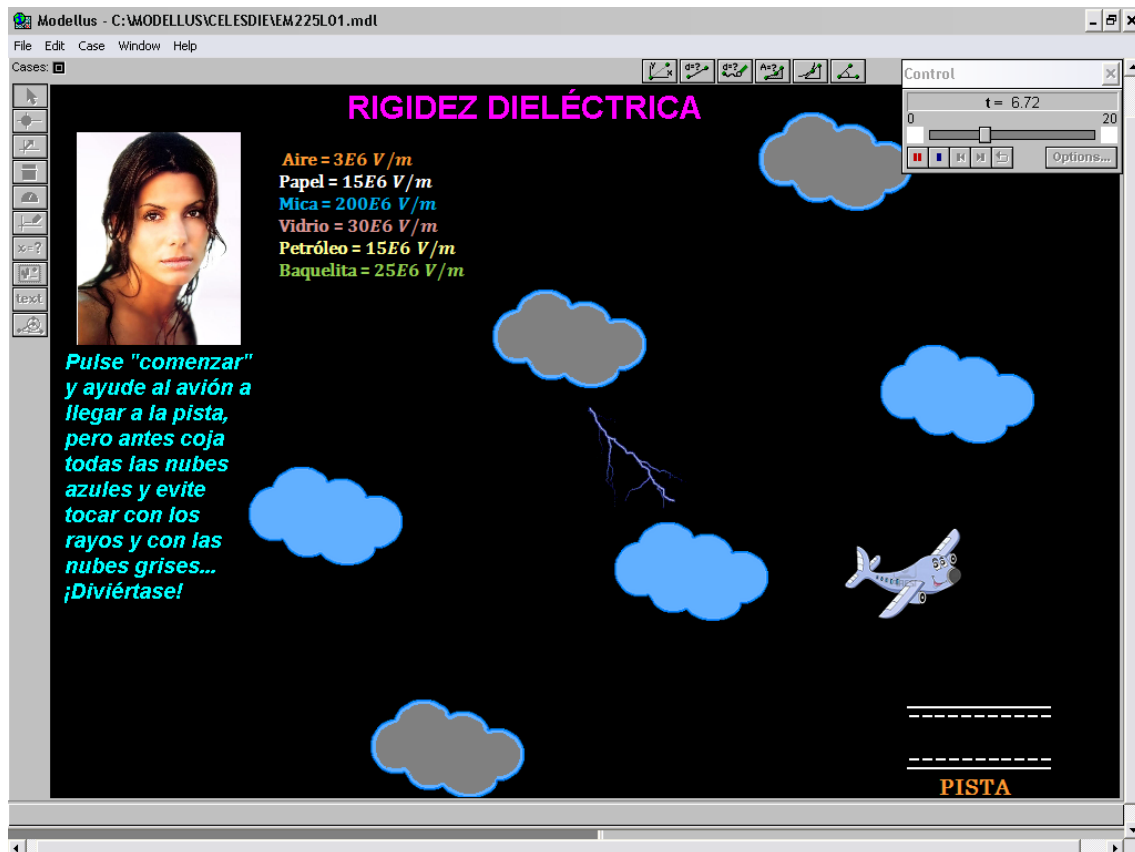 Modellus - C:\MODELLUS\CELESDIE\EM225L01.mdl
File Edit Case Window Help
Cases:
Control
t = 6.72
0 20
Options...
RIGIDEZ DIELÉCTRICA
Aire = 3E6 V/m
Papel = 15E6 V/m
Mica = 200E6 V/m
Vidrio = 30E6 V/m
Petróleo = 15E6 V/m
Baquelita = 25E6 V/m
x=?
text
Pulse "comenzar"
y ayude al avión a
llegar a la pista,
pero antes coja
todas las nubes
azules y evite
tocar con los
rayos y con las
nubes grises...
¡Diviértase!
PISTA